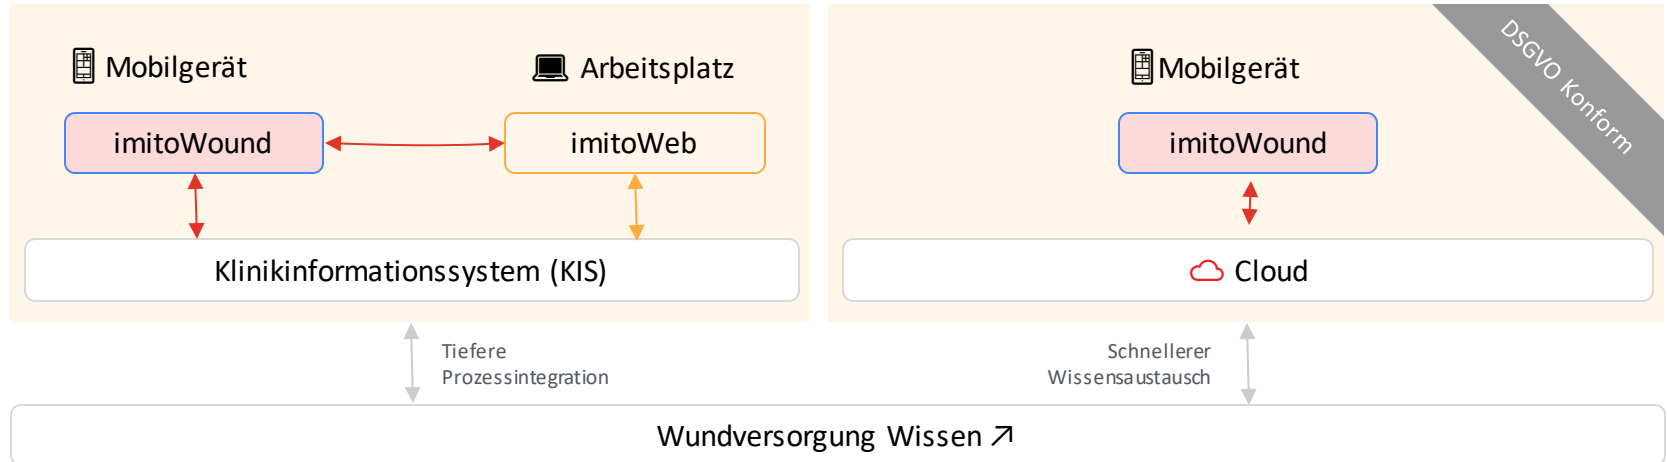 Mobilgerät
Arbeitsplatz
imitoWound
imitoWeb
Klinikinformationssystem (KIS)
Mobilgerät
DSGVO Konform
imitoWound
Cloud
Tiefere
Prozessintegration
Schnellerer
Wissensaustausch
Wundversorgung Wissen ↗